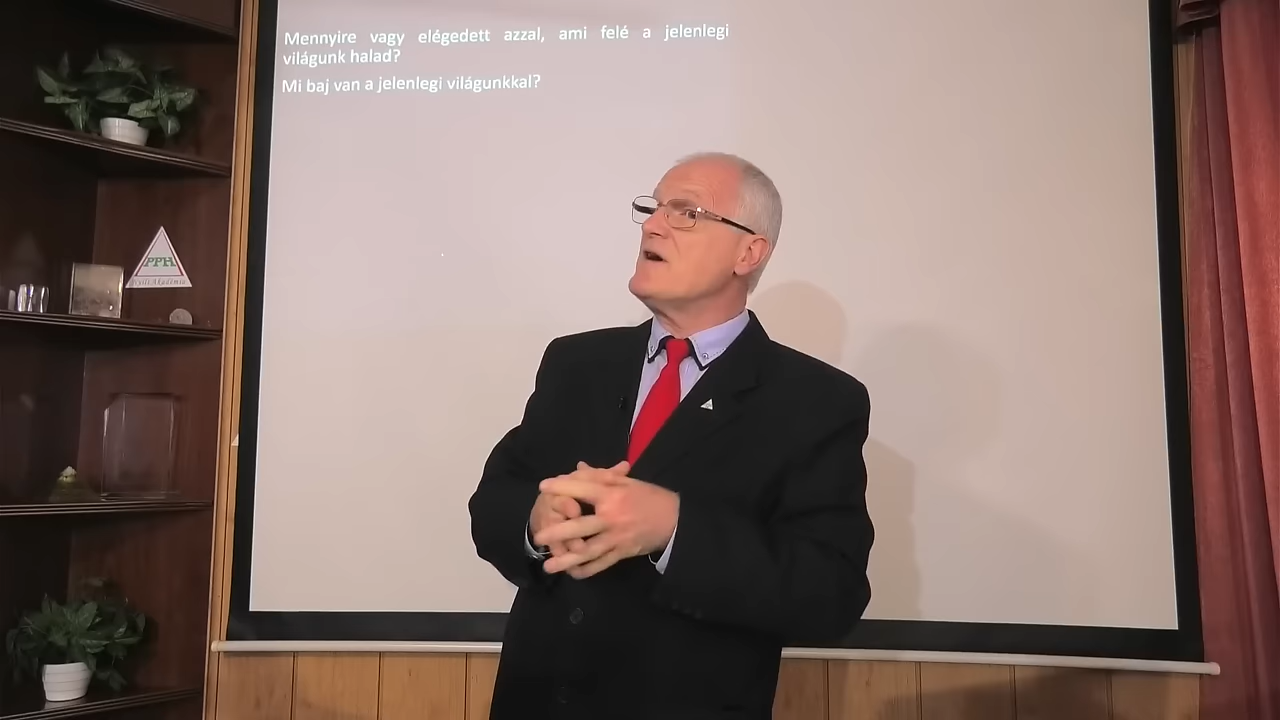 Mennyire vagy elégedett azzal, ami felé a jelenlegi
világunk halad?
Mi baj van a jelenlegi világunkkal?
PPH